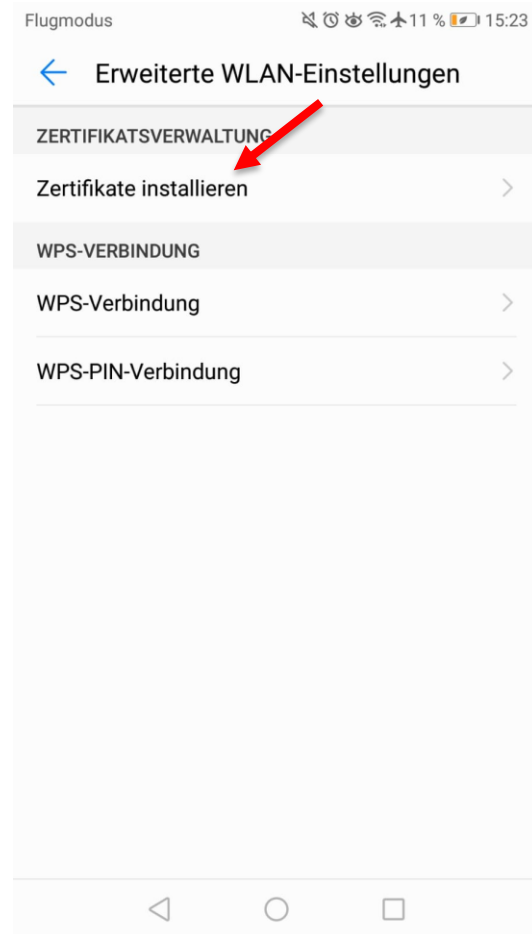 Flugmodus 11 % 15:23
Erweiterte WLAN-Einstellungen
ZERTIFIKATSVERWALTUNG
Zertifikate installieren
WPS-VERBINDUNG
WPS-Verbindung
WPS-PIN-Verbindung